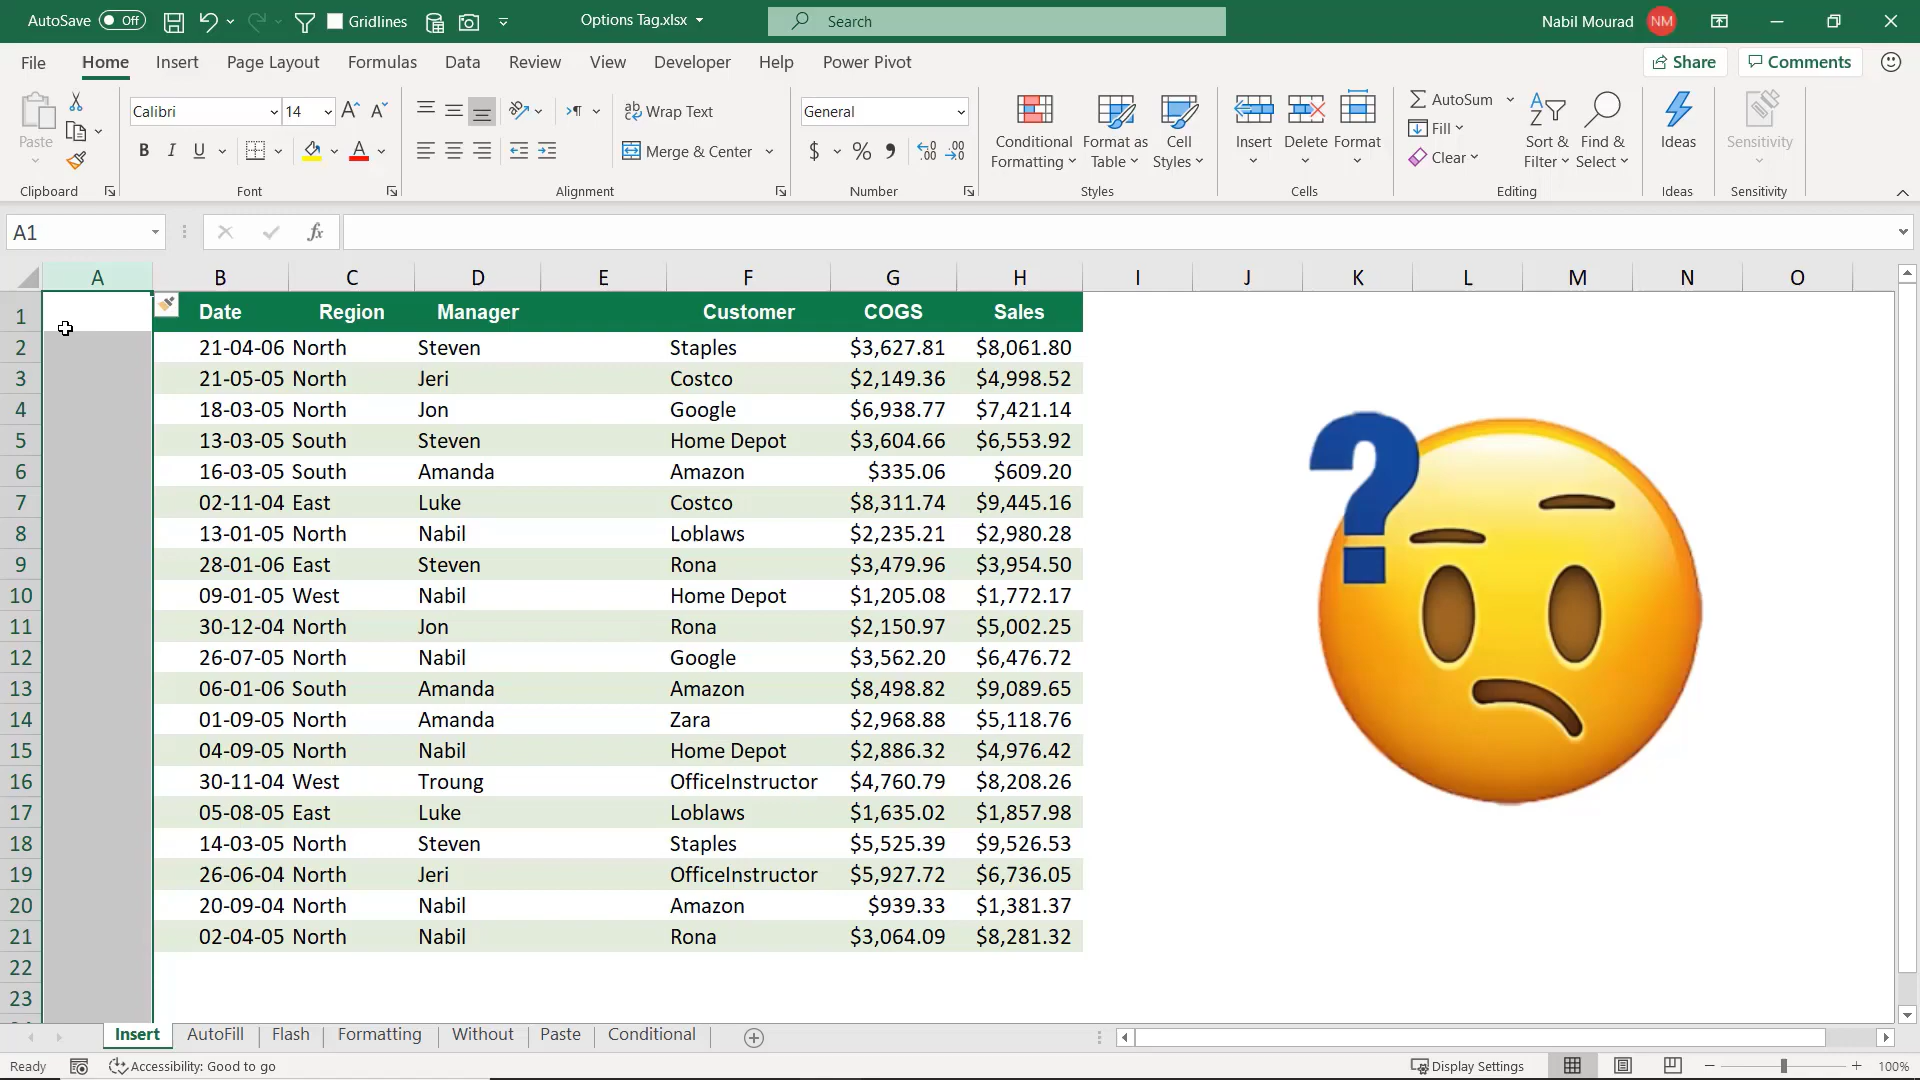 AutoSave Off Gridlines Options Tag.xlsx Search Nabil Mourad NM
File Home Insert Page Layout Formulas Data Review View Developer Help Power Pivot Share Comments
Paste
Clipboard
Calibri 14
B I U A
Font
Wrap Text
Merge & Center
Alignment
General
$ % 9
Number
Conditional Formatting
Format as Table
Cell Styles
Styles
Insert Delete Format
Cells
AutoSum
Fill
Clear
Sort & Filter
Find & Select
Editing
Ideas
Ideas
Sensitivity
Sensitivity
A1 fx
A B C D E F G H I J K L M N O
1 Date Region Manager Customer COGS Sales
2 21-04-06 North Steven Staples $3,627.81 $8,061.80
3 21-05-05 North Jeri Costco $2,149.36 $4,998.52
4 18-03-05 North Jon Google $6,938.77 $7,421.14
5 13-03-05 South Steven Home Depot $3,604.66 $6,553.92
6 16-03-05 South Amanda Amazon $335.06 $609.20
7 02-11-04 East Luke Costco $8,311.74 $9,445.16
8 13-01-05 North Nabil Loblaws $2,235.21 $2,980.28
9 28-01-06 East Steven Rona $3,479.96 $3,954.50
10 09-01-05 West Nabil Home Depot $1,205.08 $1,772.17
11 30-12-04 North Jon Rona $2,150.97 $5,002.25
12 26-07-05 North Nabil Google $3,562.20 $6,476.72
13 06-01-06 South Amanda Amazon $8,498.82 $9,089.65
14 01-09-05 North Amanda Zara $2,968.88 $5,118.76
15 04-09-05 North Nabil Home Depot $2,886.32 $4,976.42
16 30-11-04 West Troung OfficeInstructor $4,760.79 $8,208.26
17 05-08-05 East Luke Loblaws $1,635.02 $1,857.98
18 14-03-05 North Steven Staples $5,525.39 $9,526.53
19 26-06-04 North Jeri OfficeInstructor $5,927.72 $6,736.05
20 20-09-04 North Nabil Amazon $939.33 $1,381.37
21 02-04-05 North Nabil Rona $3,064.09 $8,281.32
22
23
?
Insert AutoFill Flash Formatting Without Paste Conditional
Ready Accessibility: Good to go Display Settings 100%